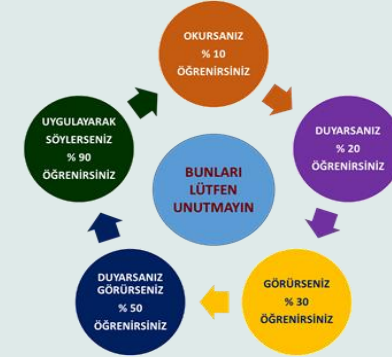 OKURSANIZ
% 10
ÖĞRENİRSİNİZ
DUYARSANIZ
% 20
ÖĞRENİRSİNİZ
GÖRÜRSENİZ
% 30
ÖĞRENİRSİNİZ
DUYARSANIZ
GÖRÜRSENİZ
% 50
ÖĞRENİRSİNİZ
UYGULAYARAK
SÖYLERSENİZ
% 90
ÖĞRENİRSİNİZ
BUNLARI
LÜTFEN
UNUTMAYIN